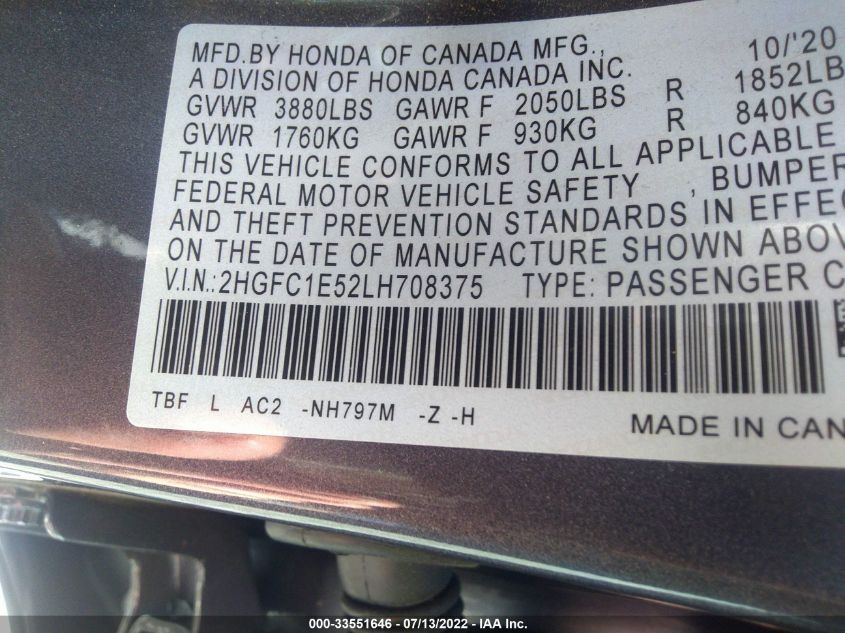 MFD.BY HONDA OF CANADA MFG., 10/'20
A DIVISION OF HONDA CANADA INC.
GVWR 3880LBS GAWR F 2050LBS R 1852LB
GVWR 1760KG GAWR F 930KG R 840KG
THIS VEHICLE CONFORMS TO ALL APPLICABLE
FEDERAL MOTOR VEHICLE SAFETY , BUMPER
AND THEFT PREVENTION STANDARDS IN EFFEC
ON THE DATE OF MANUFACTURE SHOWN ABOV
V.I.N.:2HGFC1E52LH708375 TYPE: PASSENGER C
TBF L AC2 -NH797M -Z -H
MADE IN CAN
000-33551646 - 07/13/2022 - IAA Inc.